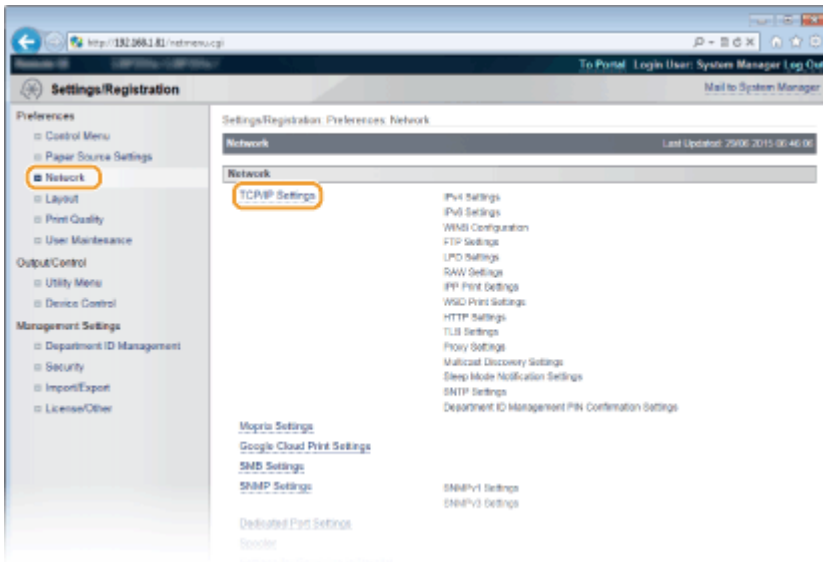 http://192.168.1.81/netmenu.cgi
To Portal Login User: System Manager Log Out
Settings/Registration
Mail to System Manager
Preferences
Control Menu
Paper Source Settings
Network
Layout
Print Quality
User Maintenance
Output/Control
Utility Menu
Device Control
Management Settings
Department ID Management
Security
Import/Export
License/Other
Settings/Registration: Preferences: Network
Network
Last Updated: 29/06 2015 06:46:06
Network
TCP/IP Settings
IPv4 Settings
IPv6 Settings
WINS Configuration
FTP Settings
LPD Settings
RAW Settings
IPP Print Settings
WSD Print Settings
HTTP Settings
TLS Settings
Proxy Settings
Multicast Discovery Settings
Sleep Mode Notification Settings
SNTP Settings
Department ID Management PIN Confirmation Settings
Mopria Settings
Google Cloud Print Settings
SMB Settings
SNMP Settings
SNMPv1 Settings
SNMPv3 Settings
Dedicated Port Settings
Spooler